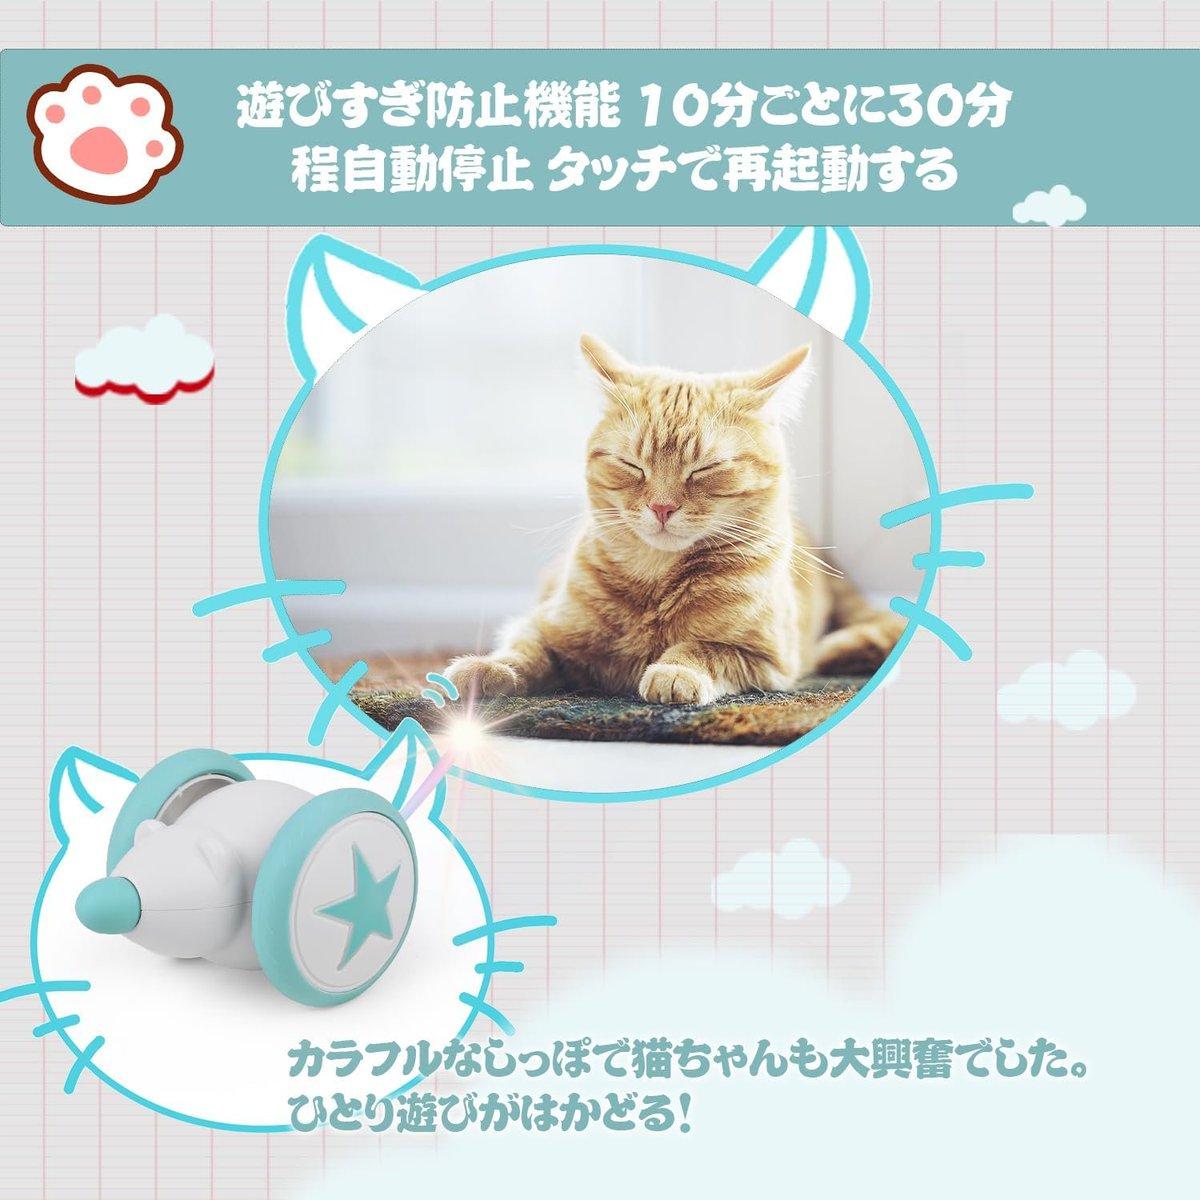 遊びすぎ防止機能 10分ごとに30分
程自動停止 タッチで再起動する
カラフルなしっぽで猫ちゃんも大興奮でした。
ひとり遊びがはかどる!